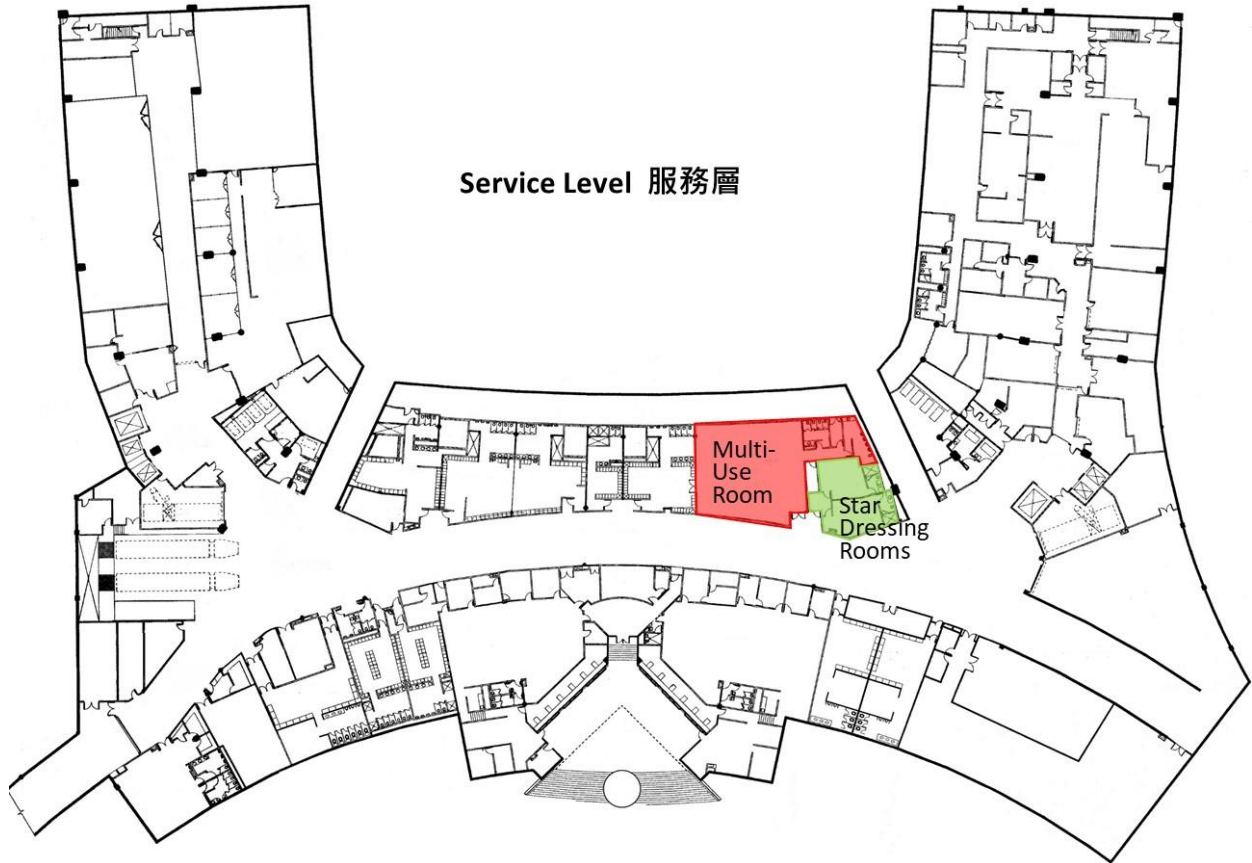 Service Level 服務層
Multi-
Use
Room
Star
Dressing
Rooms